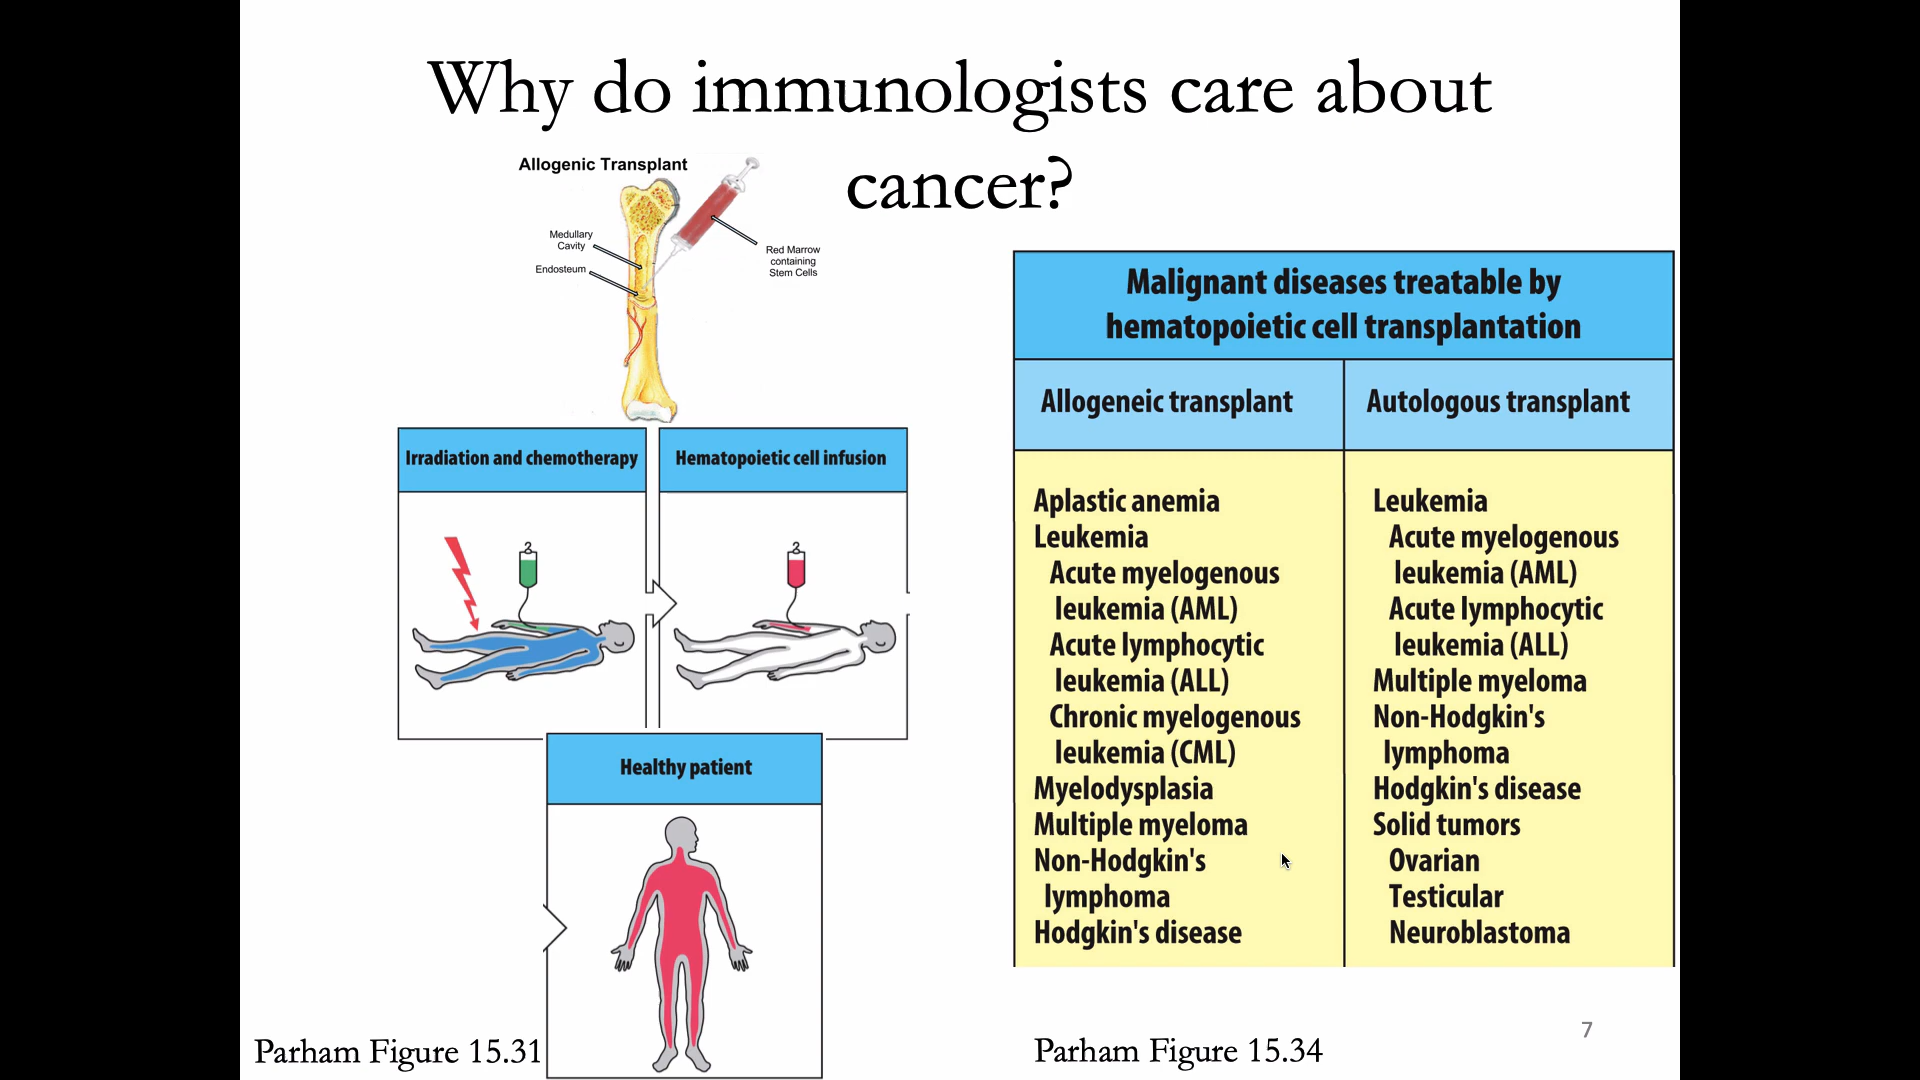 Why do immunologists care about
cancer?
Allogenic Transplant
Medullary
Cavity
Endosteum
Red Marrow
containing
Stem Cells
Irradiation and chemotherapy
Hematopoietic cell infusion
Healthy patient
Parham Figure 15.31
Malignant diseases treatable by
hematopoietic cell transplantation
Allogeneic transplant
Aplastic anemia
Leukemia
Acute myelogenous
leukemia (AML)
Acute lymphocytic
leukemia (ALL)
Chronic myelogenous
leukemia (CML)
Myelodysplasia
Multiple myeloma
Non-Hodgkin's
lymphoma
Hodgkin's disease
Autologous transplant
Leukemia
Acute myelogenous
leukemia (AML)
Acute lymphocytic
leukemia (ALL)
Multiple myeloma
Non-Hodgkin's
lymphoma
Hodgkin's disease
Solid tumors
Ovarian
Testicular
Neuroblastoma
Parham Figure 15.34
7